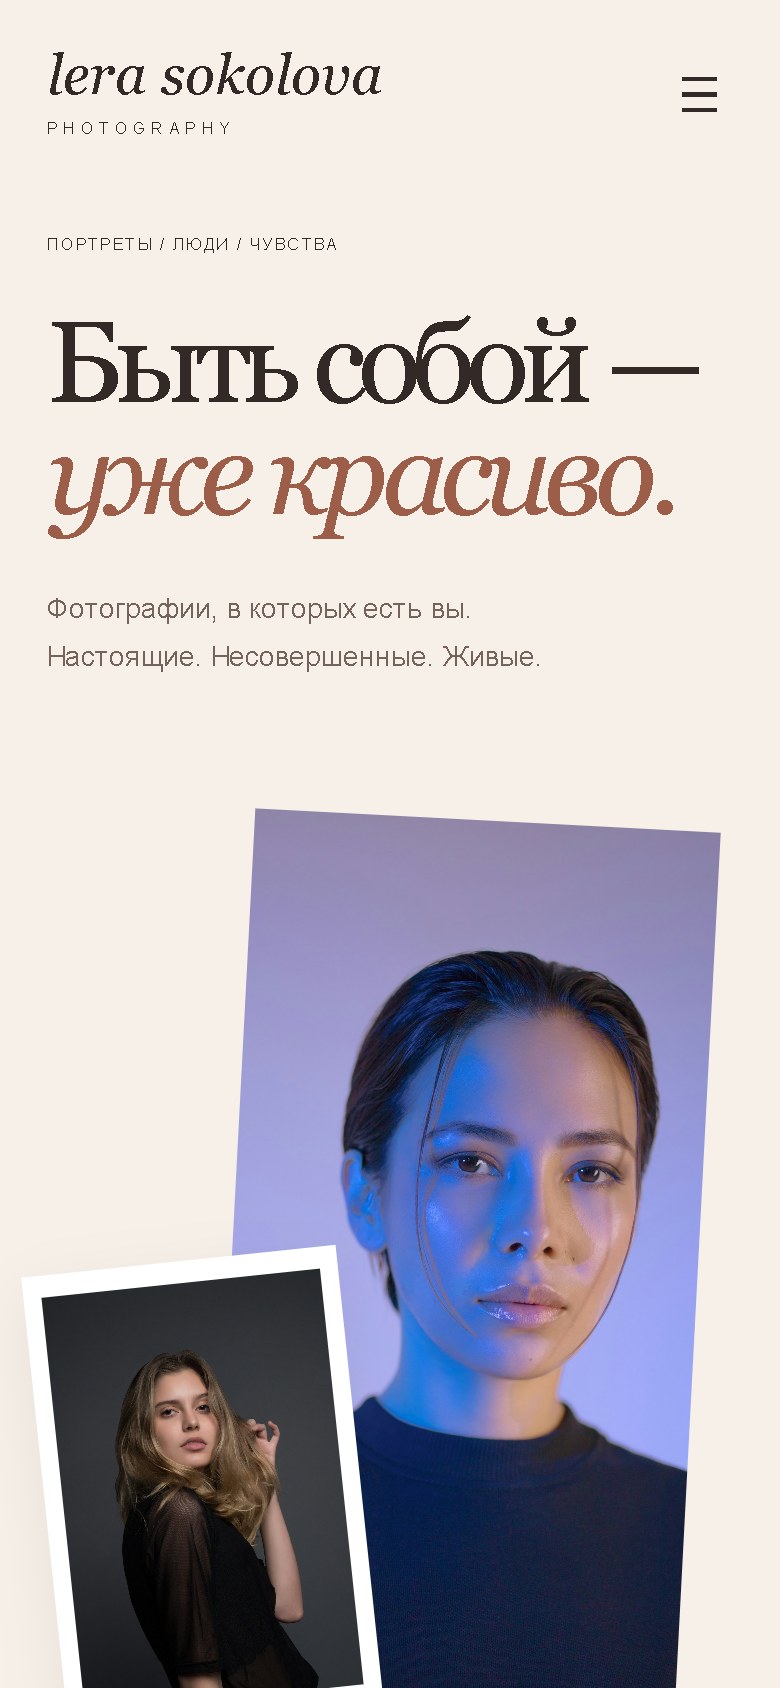 lera sokolova
PHOTOGRAPHY
ПОРТРЕТЫ / ЛЮДИ / ЧУВСТВА
Быть собой —
уже красиво.
Фотографии, в которых есть вы.
Настоящие. Несовершенные. Живые.